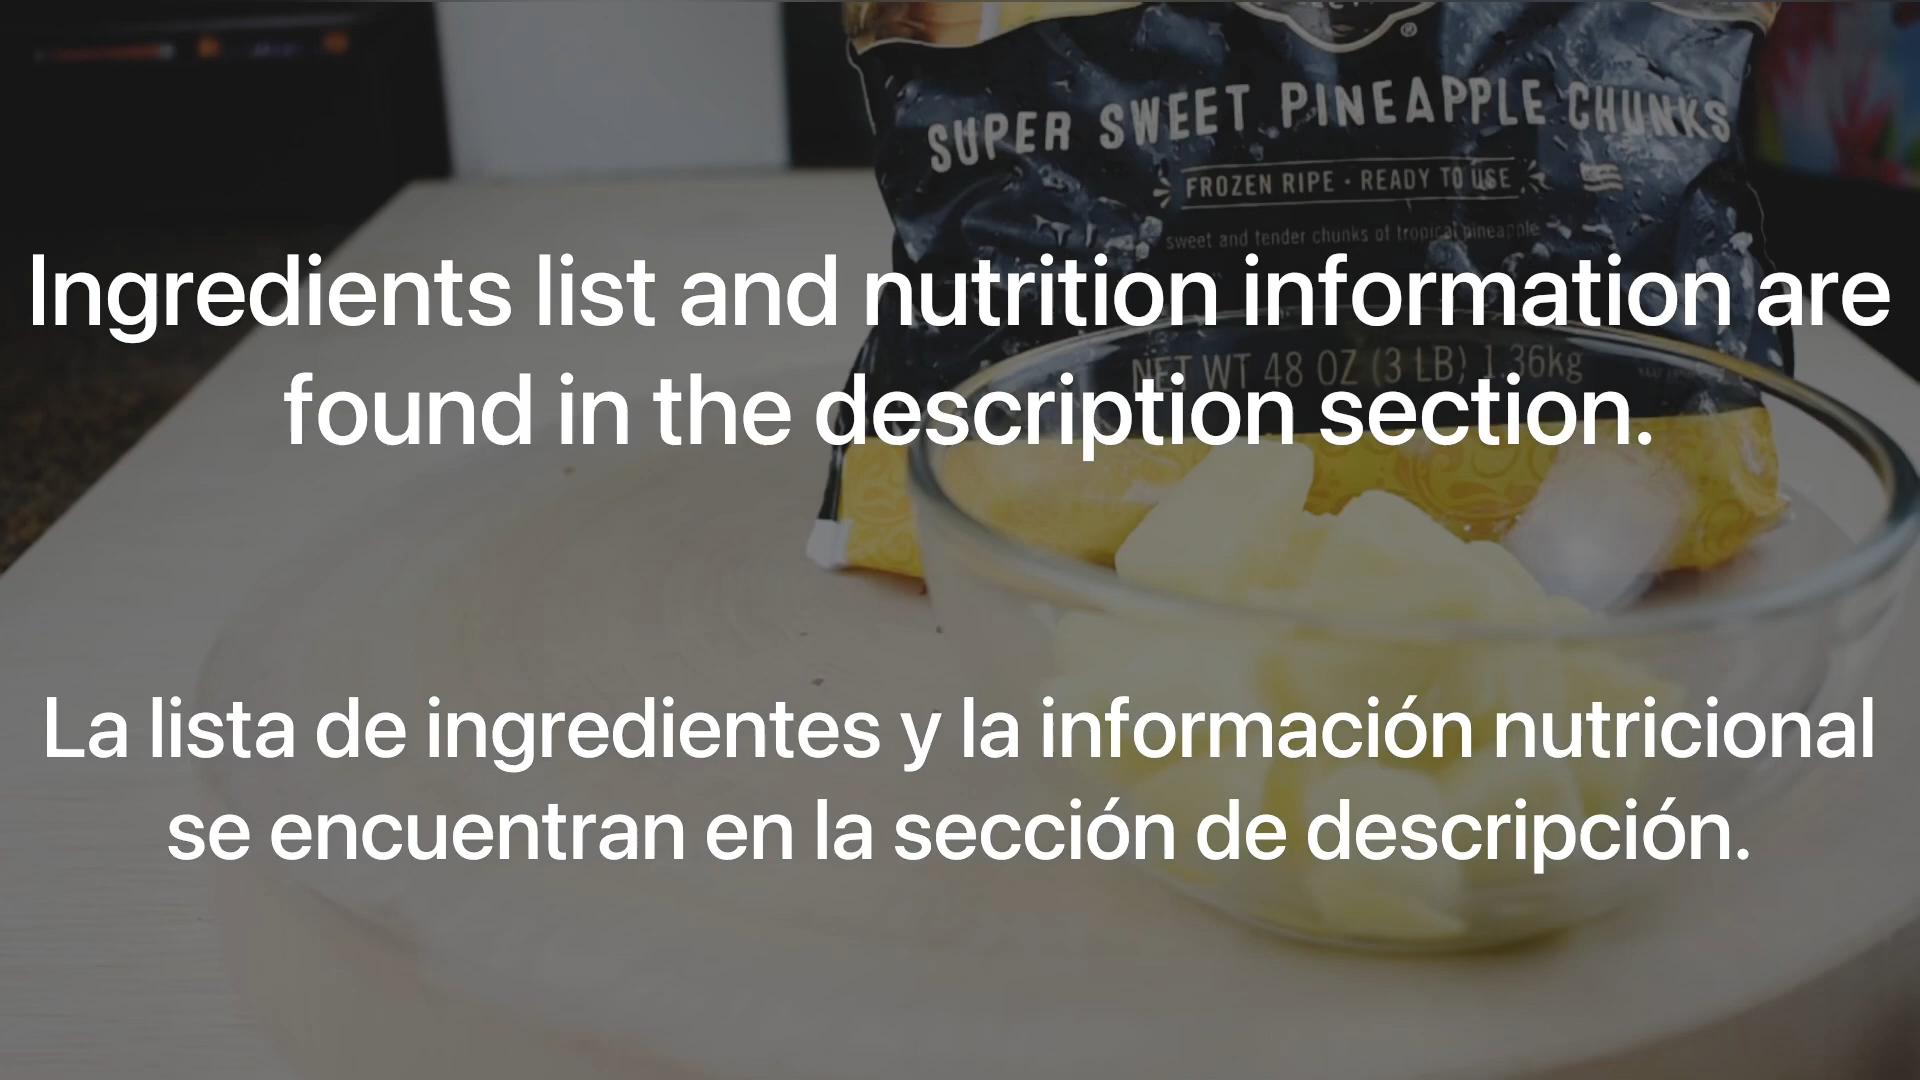 SUPER SWEET PINEAPPLE CHUNKS
FROZEN RIPE · READY TO USE
sweet and tender chunks of tropical pineapple
Ingredients list and nutrition information are
NET WT 48 OZ (3 LB) 1.36kg
found in the description section.
La lista de ingredientes y la información nutricional
se encuentran en la sección de descripción.